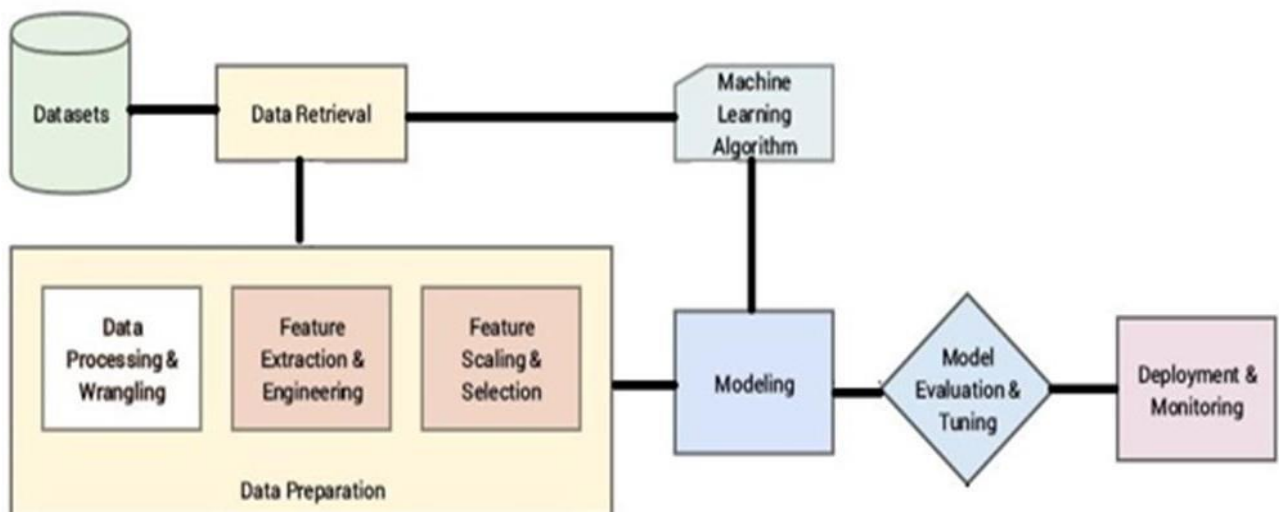 Datasets
Data Retrieval
Machine
Learning
Algorithm
Data
Processing &
Wrangling
Feature
Extraction &
Engineering
Feature
Scaling &
Selection
Data Preparation
Modeling
Model
Evaluation &
Tuning
Deployment &
Monitoring